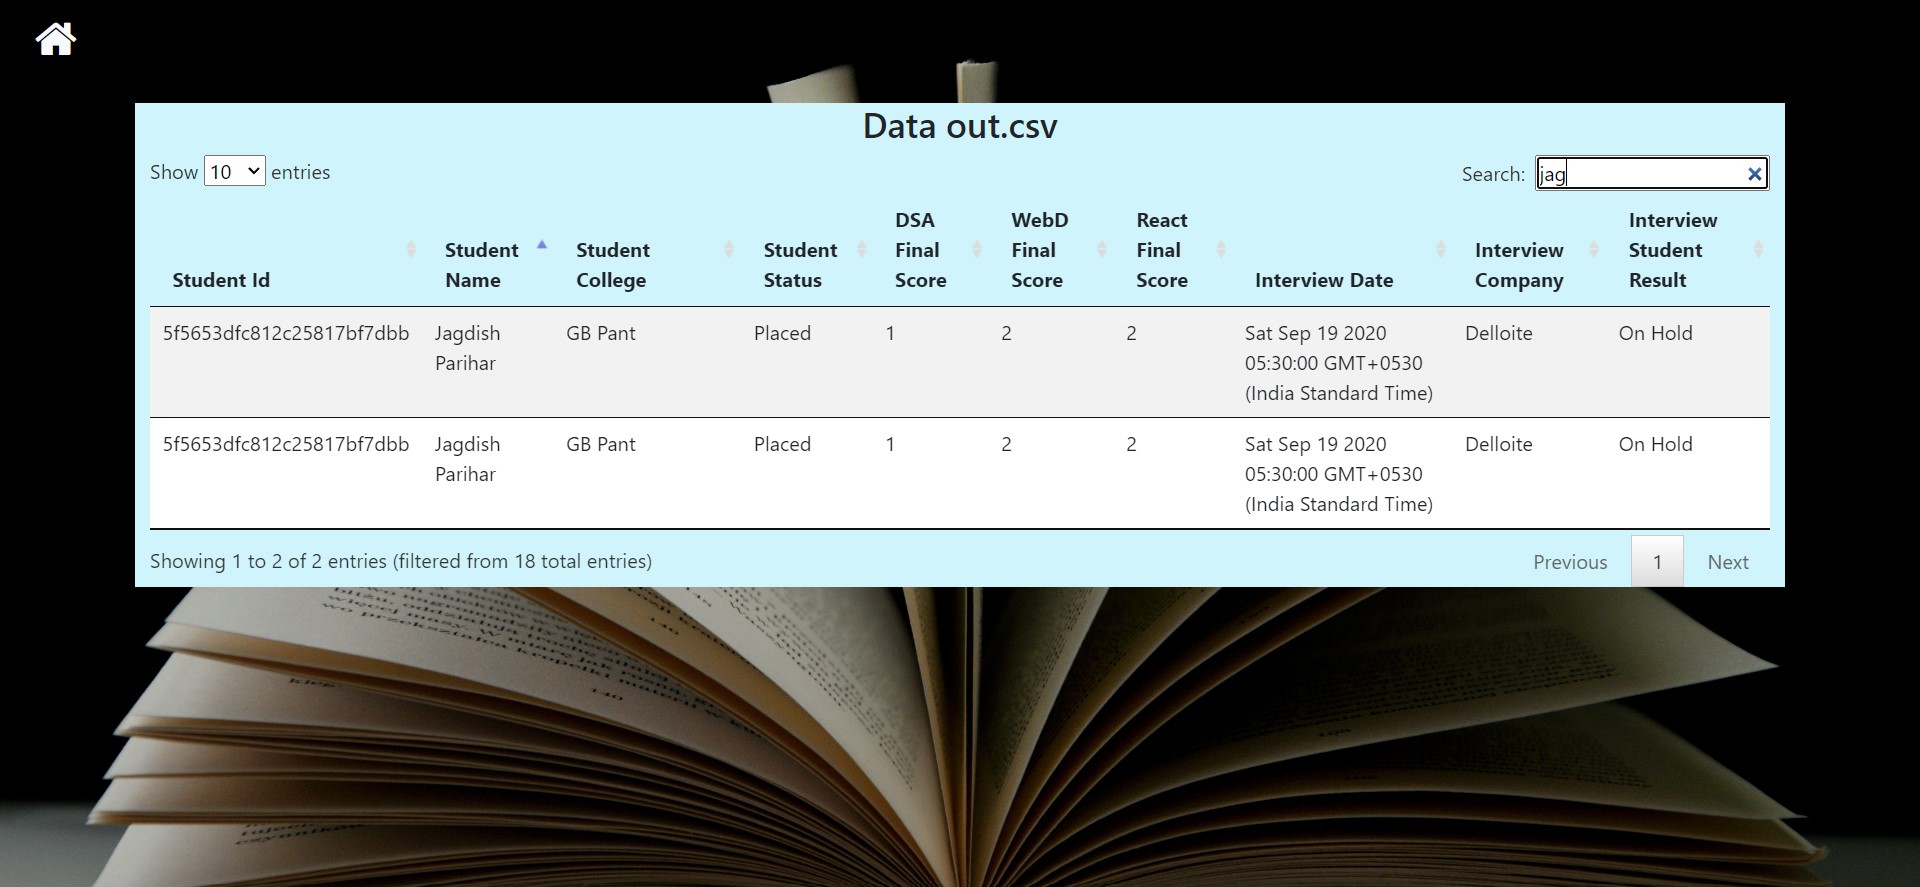 Data out.csv
Show 10 entries
Search: jag
Student Id
Student Name
Student College
Student Status
DSA Final Score
WebD Final Score
React Final Score
Interview Date
Interview Company
Interview Student Result
5f5653dfc812c25817bf7dbb
Jagdish
Parihar
GB Pant
Placed
1
2
2
Sat Sep 19 2020
05:30:00 GMT+0530
(India Standard Time)
Delloite
On Hold
5f5653dfc812c25817bf7dbb
Jagdish
Parihar
GB Pant
Placed
1
2
2
Sat Sep 19 2020
05:30:00 GMT+0530
(India Standard Time)
Delloite
On Hold
Showing 1 to 2 of 2 entries (filtered from 18 total entries)
Previous 1 Next
140